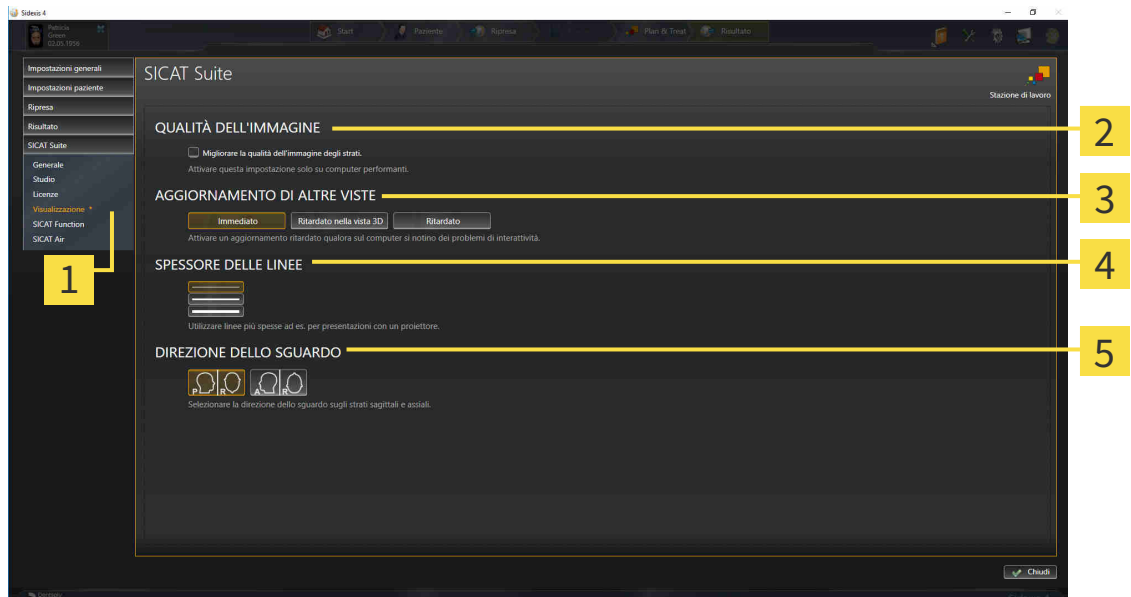 Sidexis 4
Patricia
Green
02.05.1956
Start
Paziente
Ripresa
Plan & Treat
Risultato
Impostazioni generali
Impostazioni paziente
Ripresa
Risultato
SICAT Suite
Generale
Studio
Licenze
Visualizzazione *
SICAT Function
SICAT Air
1
SICAT Suite
Stazione di lavoro
QUALITÀ DELL'IMMAGINE
2
Migliorare la qualità dell'immagine degli strati.
Attivare questa impostazione solo su computer performanti.
AGGIORNAMENTO DI ALTRE VISTE
3
Immediato
Ritardato nella vista 3D
Ritardato
Attivare un aggiornamento ritardato qualora sul computer si notino dei problemi di interattività.
SPESSORE DELLE LINEE
4
Utilizzare linee più spesse ad es. per presentazioni con un proiettore.
DIREZIONE DELLO SGUARDO
5
P R A R
Selezionare la direzione dello sguardo sugli strati sagittali e assiali.
Chiudi